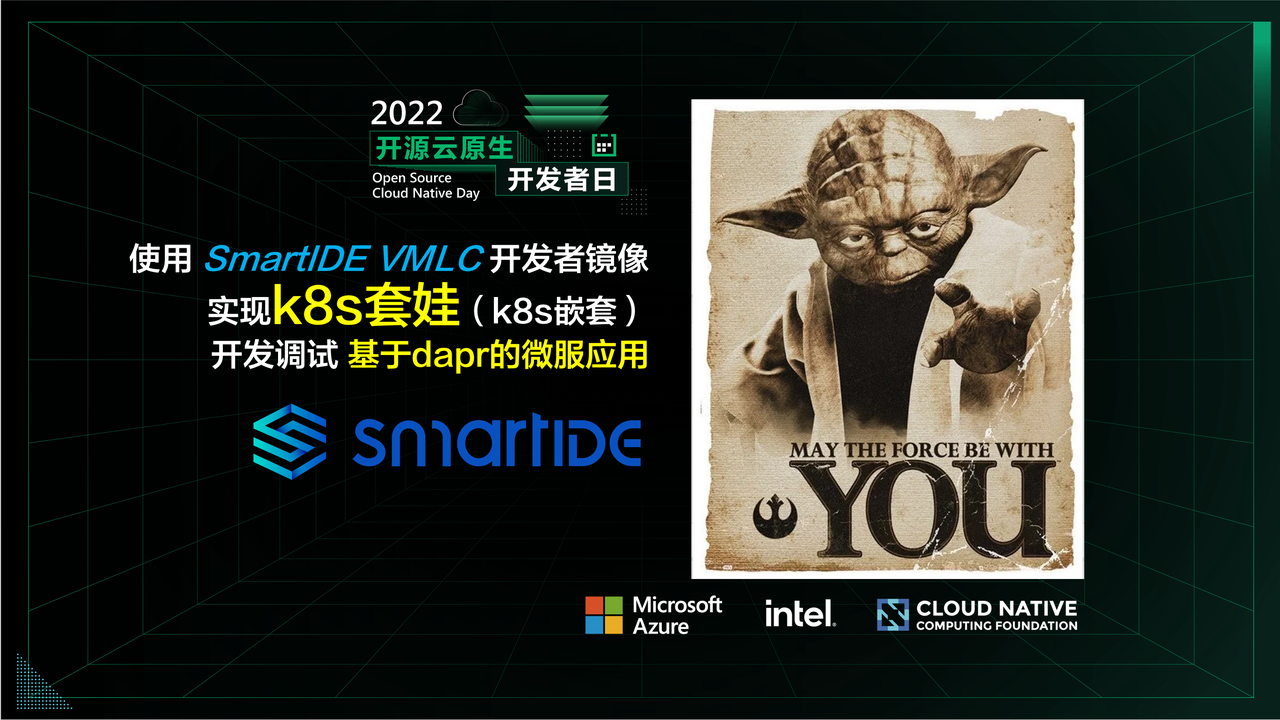 2022
开源云原生
开发者日
Open Source
Cloud Native Day
使用 SmartIDE VMLC 开发者镜像
实现k8s套娃（k8s嵌套）
开发调试 基于dapr的微服应用
smartIDE
MAY THE FORCE BE WITH
YOU
Microsoft
Azure
intel.
CLOUD NATIVE
COMPUTING FOUNDATION